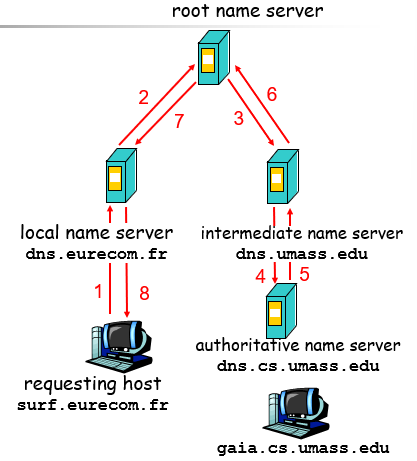 root name server
2
7
3
6
local name server
dns.eurecom.fr
intermediate name server
dns.umass.edu
1
8
4
5
authoritative name server
dns.cs.umass.edu
requesting host
surf.eurecom.fr
gaia.cs.umass.edu